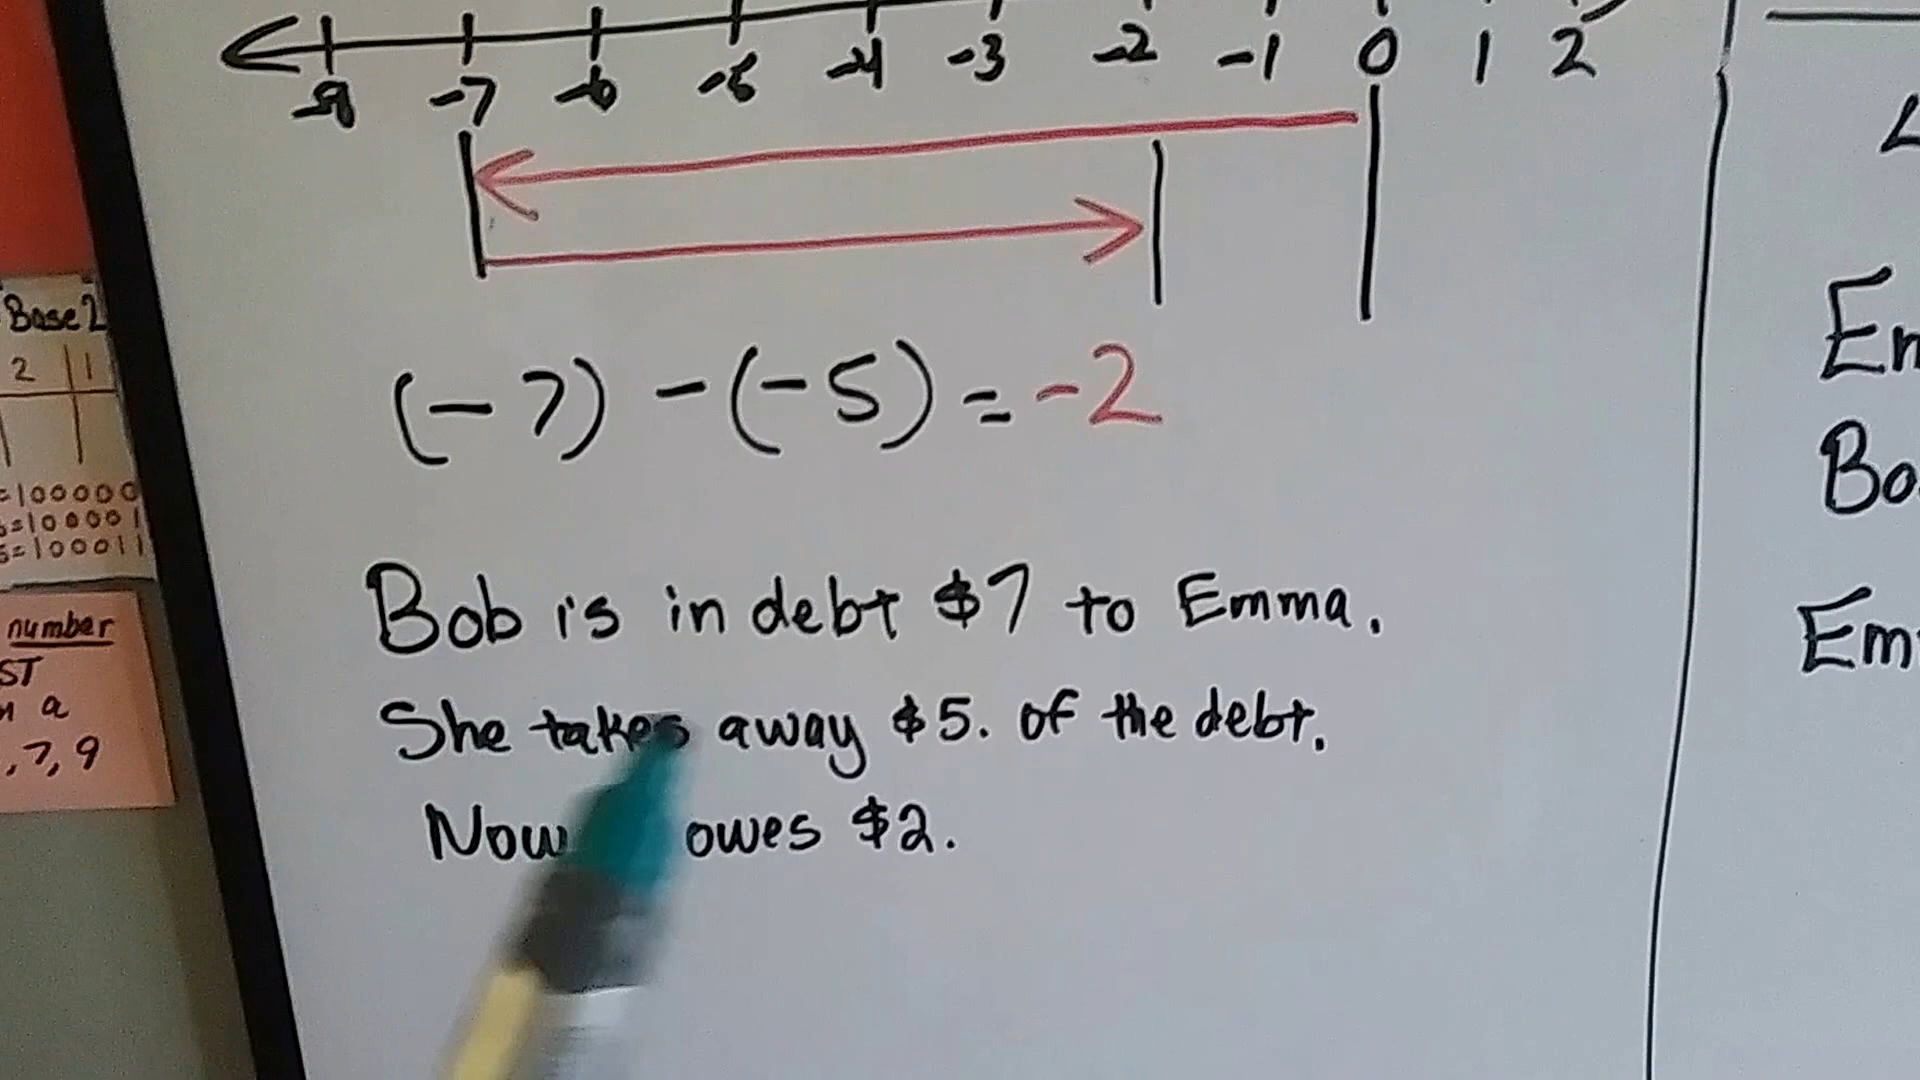 -8 -7 -6 -5 -4 -3 -2 -1 0 1 2
(-7) -(-5) = -2
Bob is in debt $7 to Emma.
She takes away $5. of the debt.
Now owes $2.
Base 2
2 1
=100000
=100001
=100011
number
ST
a
,7,9
Em
Bo
Em